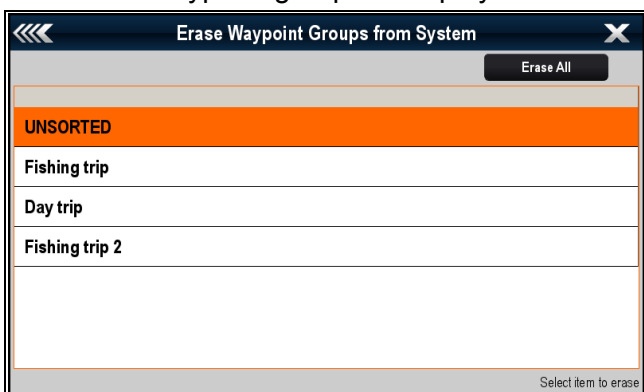 Erase Waypoint Groups from System
Erase All
UNSORTED
Fishing trip
Day trip
Fishing trip 2
Select item to erase